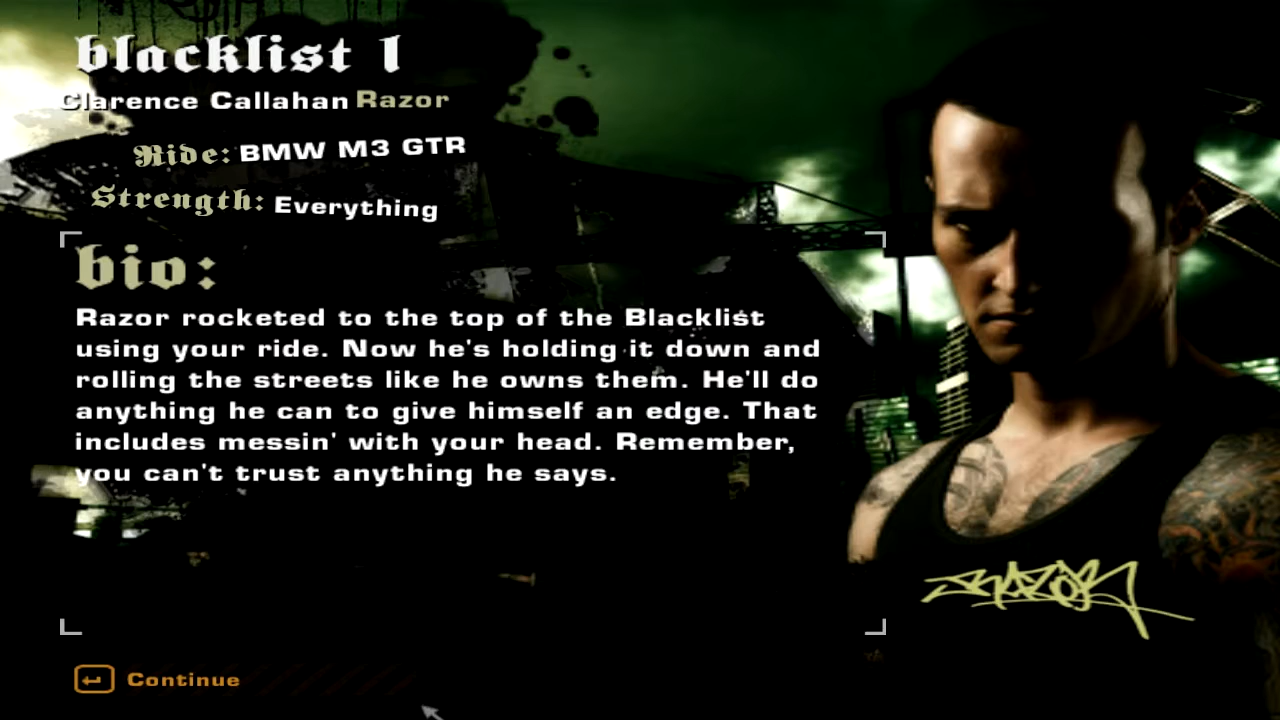 blacklist 1
Clarence Callahan Razor
Ride: BMW M3 GTR
Strength: Everything
bio:
Razor rocketed to the top of the Blacklist
using your ride. Now he's holding it down and
rolling the streets like he owns them. He'll do
anything he can to give himself an edge. That
includes messin' with your head. Remember,
you can't trust anything he says.
RAZOR
Continue